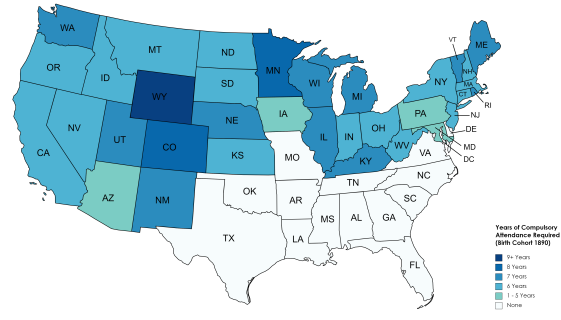 WA
VT
ME
MT
ND
MN
OR
ID
SD
WI
MI
NY
NH
MA
CT
RI
WY
NE
IA
PA
NJ
NV
UT
CO
IL
IN
OH
DE
CA
KS
MO
KY
WV
VA
MD
DC
AZ
NM
OK
AR
TN
NC
SC
TX
LA
MS
AL
GA
FL
Years of Compulsory
Attendance Required
(Birth Cohort 1890)
9+ Years
8 Years
7 Years
6 Years
1 - 5 Years
None